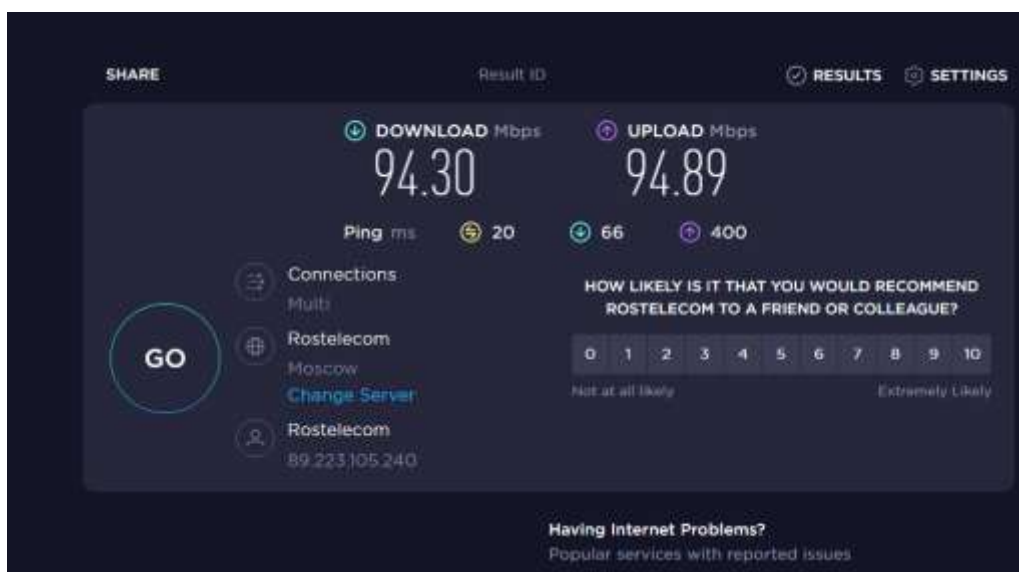 SHARE
Result ID
RESULTS
SETTINGS
DOWNLOAD Mbps
94.30
UPLOAD Mbps
94.89
Ping ms 20 66 400
Connections
Multi
Rostelecom
Moscow
Change Server
Rostelecom
89.223.105.240
GO
HOW LIKELY IS IT THAT YOU WOULD RECOMMEND
ROSTELECOM TO A FRIEND OR COLLEAGUE?
0 1 2 3 4 5 6 7 8 9 10
Not at all likely
Extremely Likely
Having Internet Problems?
Popular services with reported issues